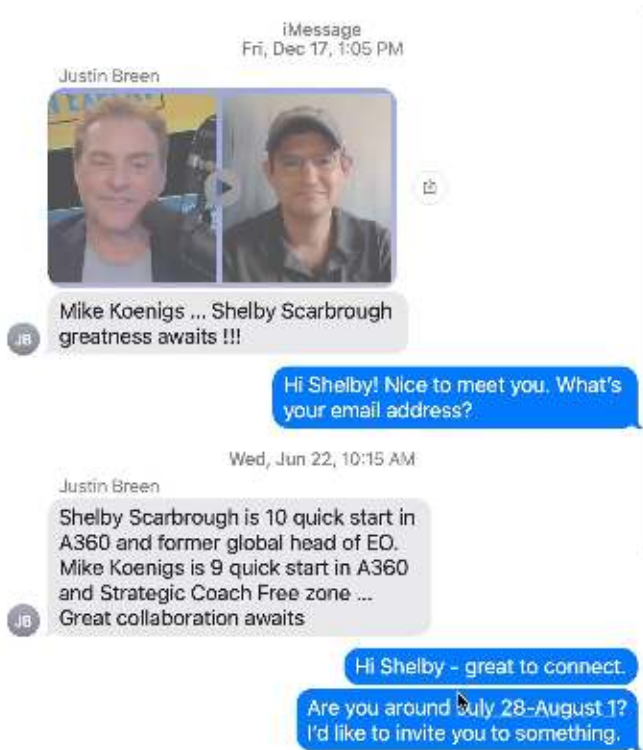 iMessage
Fri, Dec 17, 1:05 PM
Justin Breen
Mike Koenigs ... Shelby Scarbrough
greatness awaits !!!
JB
Hi Shelby! Nice to meet you. What's
your email address?
Wed, Jun 22, 10:15 AM
Justin Breen
Shelby Scarbrough is 10 quick start in
A360 and former global head of EO.
Mike Koenigs is 9 quick start in A360
and Strategic Coach Free zone ...
Great collaboration awaits
JB
Hi Shelby - great to connect.
Are you around July 28-August 1?
I'd like to invite you to something.